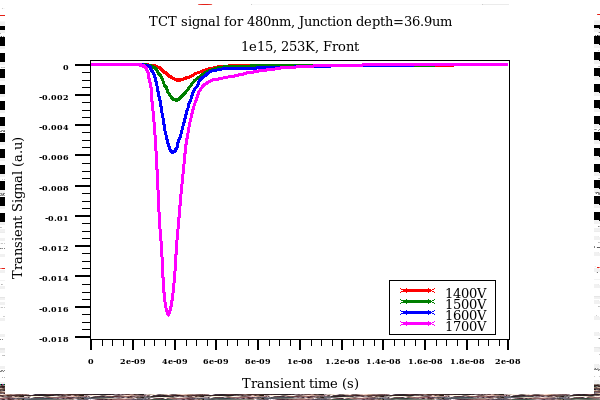 TCT signal for 480nm, Junction depth=36.9um
1e15, 253K, Front
0
-0.002
-0.004
-0.006
-0.008
-0.01
-0.012
-0.014
-0.016
-0.018
Transient Signal (a.u)
1400V
1500V
1600V
1700V
0 2e-09 4e-09 6e-09 8e-09 1e-08 1.2e-08 1.4e-08 1.6e-08 1.8e-08 2e-08
Transient time (s)